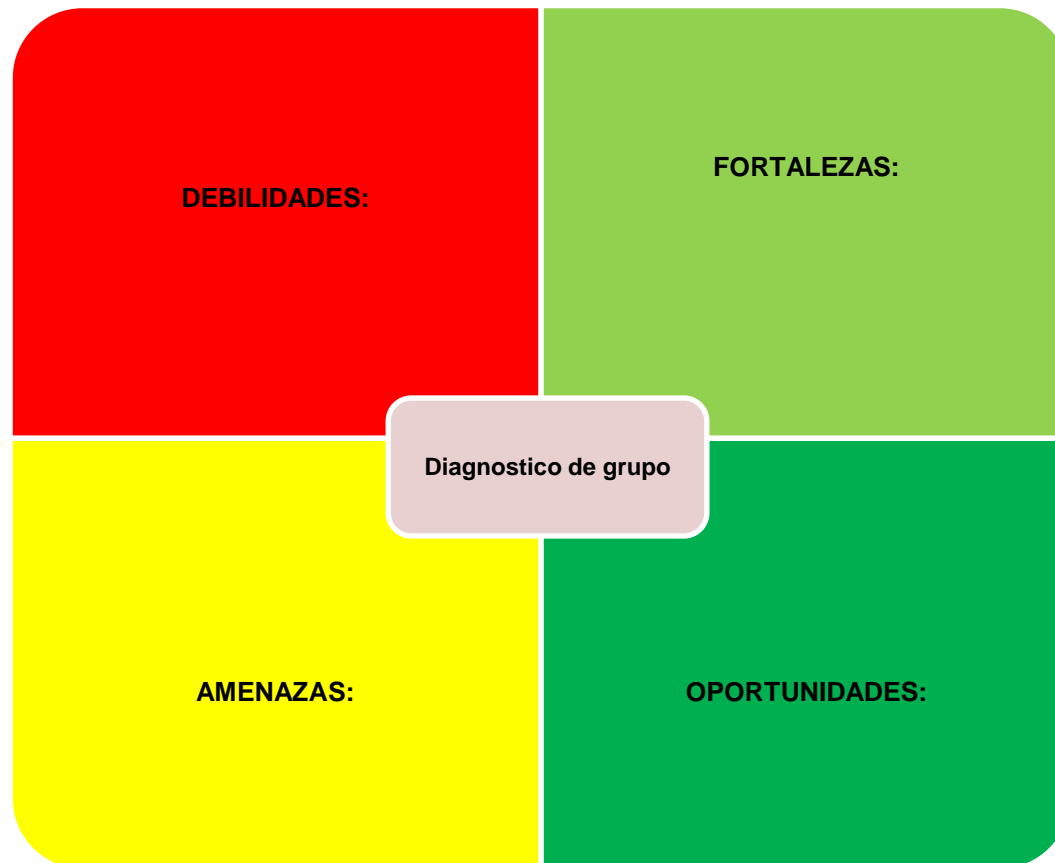 DEBILIDADES:
FORTALEZAS:
Diagnostico de grupo
AMENAZAS:
OPORTUNIDADES: